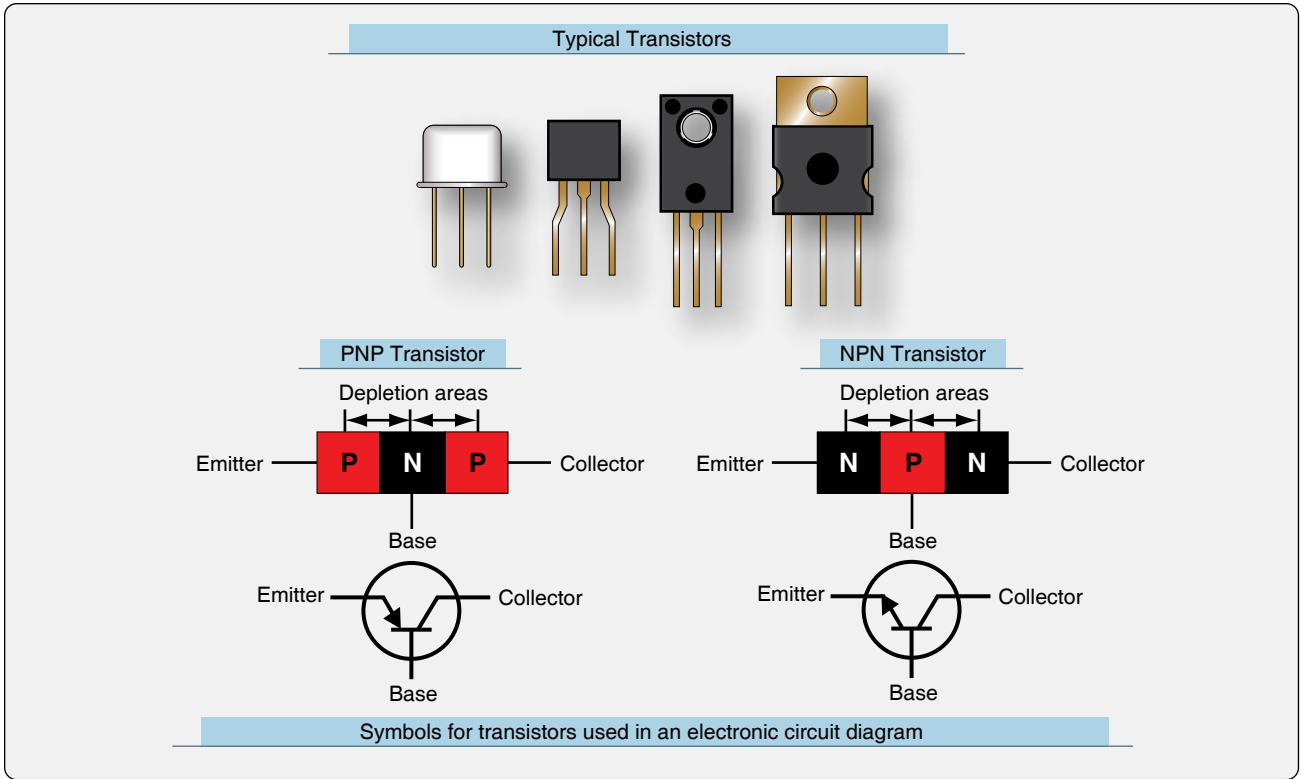 Typical Transistors
PNP Transistor
Depletion areas
Emitter
P N P
Collector
Base
Emitter
Collector
Base
NPN Transistor
Depletion areas
Emitter
N P N
Collector
Base
Emitter
Collector
Base
Symbols for transistors used in an electronic circuit diagram